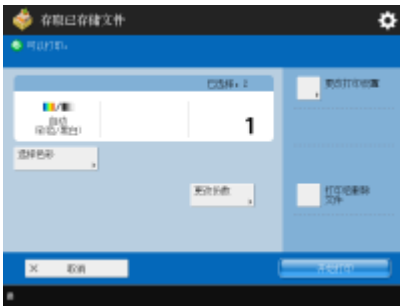 存取已存储文件
可以打印。
已选择：2
更改打印设置
自动
(彩色/黑白)
1
选择色彩
更改份数
打印后删除
文件
× 取消
开始打印